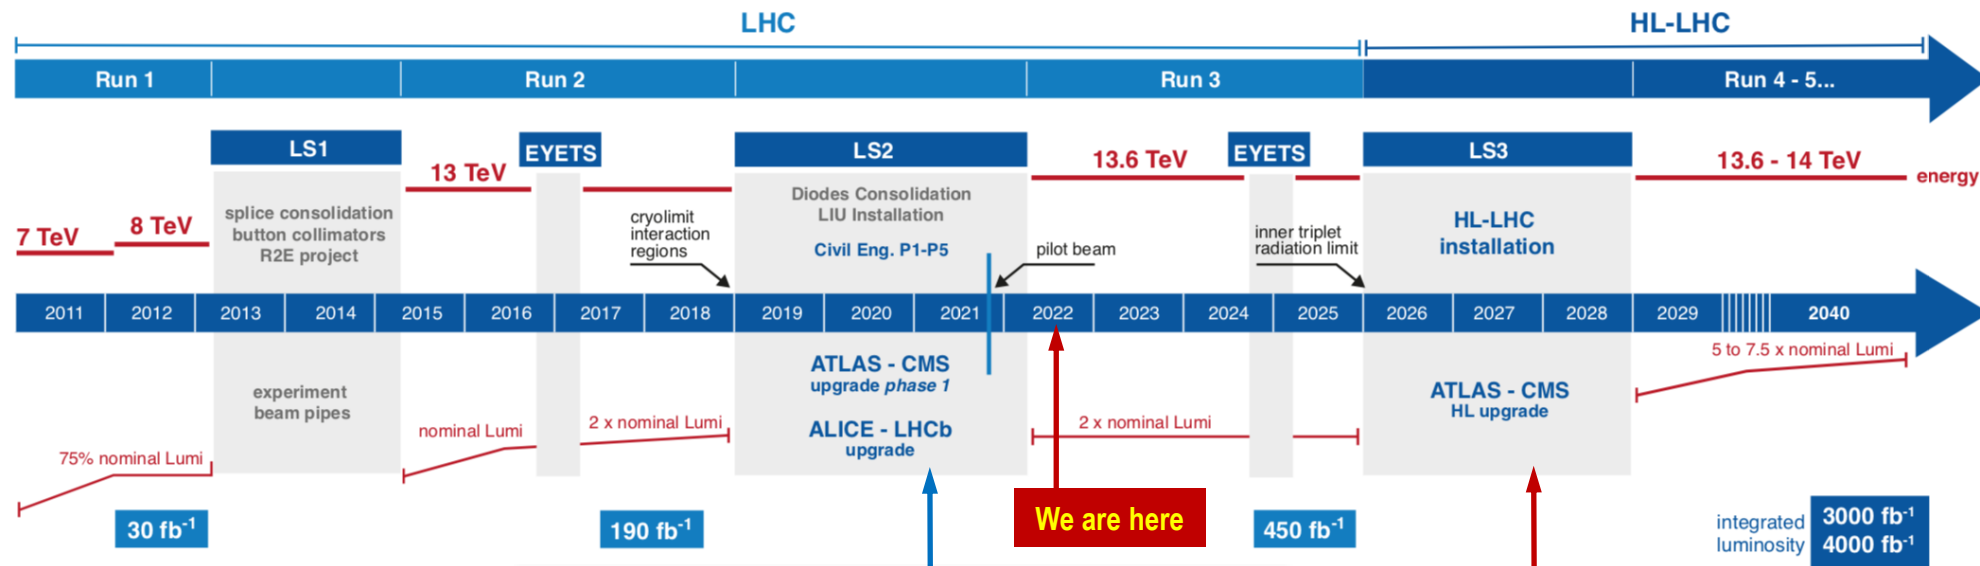 LHC
HL-LHC
Run 1
Run 2
Run 3
Run 4 - 5...
LS1
EYETS
LS2
EYETS
LS3
7 TeV
8 TeV
13 TeV
13.6 TeV
13.6 - 14 TeV
energy
splice consolidation
button collimators
R2E project
cryolimit
interaction
regions
Diodes Consolidation
LIU Installation
Civil Eng. P1-P5
pilot beam
inner triplet
radiation limit
HL-LHC
installation
2011
2012
2013
2014
2015
2016
2017
2018
2019
2020
2021
2022
2023
2024
2025
2026
2027
2028
2029
2040
experiment
beam pipes
ATLAS - CMS
upgrade phase 1
ALICE - LHCb
upgrade
ATLAS - CMS
HL upgrade
75% nominal Lumi
nominal Lumi
2 x nominal Lumi
2 x nominal Lumi
5 to 7.5 x nominal Lumi
30 fb⁻¹
190 fb⁻¹
We are here
450 fb⁻¹
integrated
luminosity
3000 fb⁻¹
4000 fb⁻¹